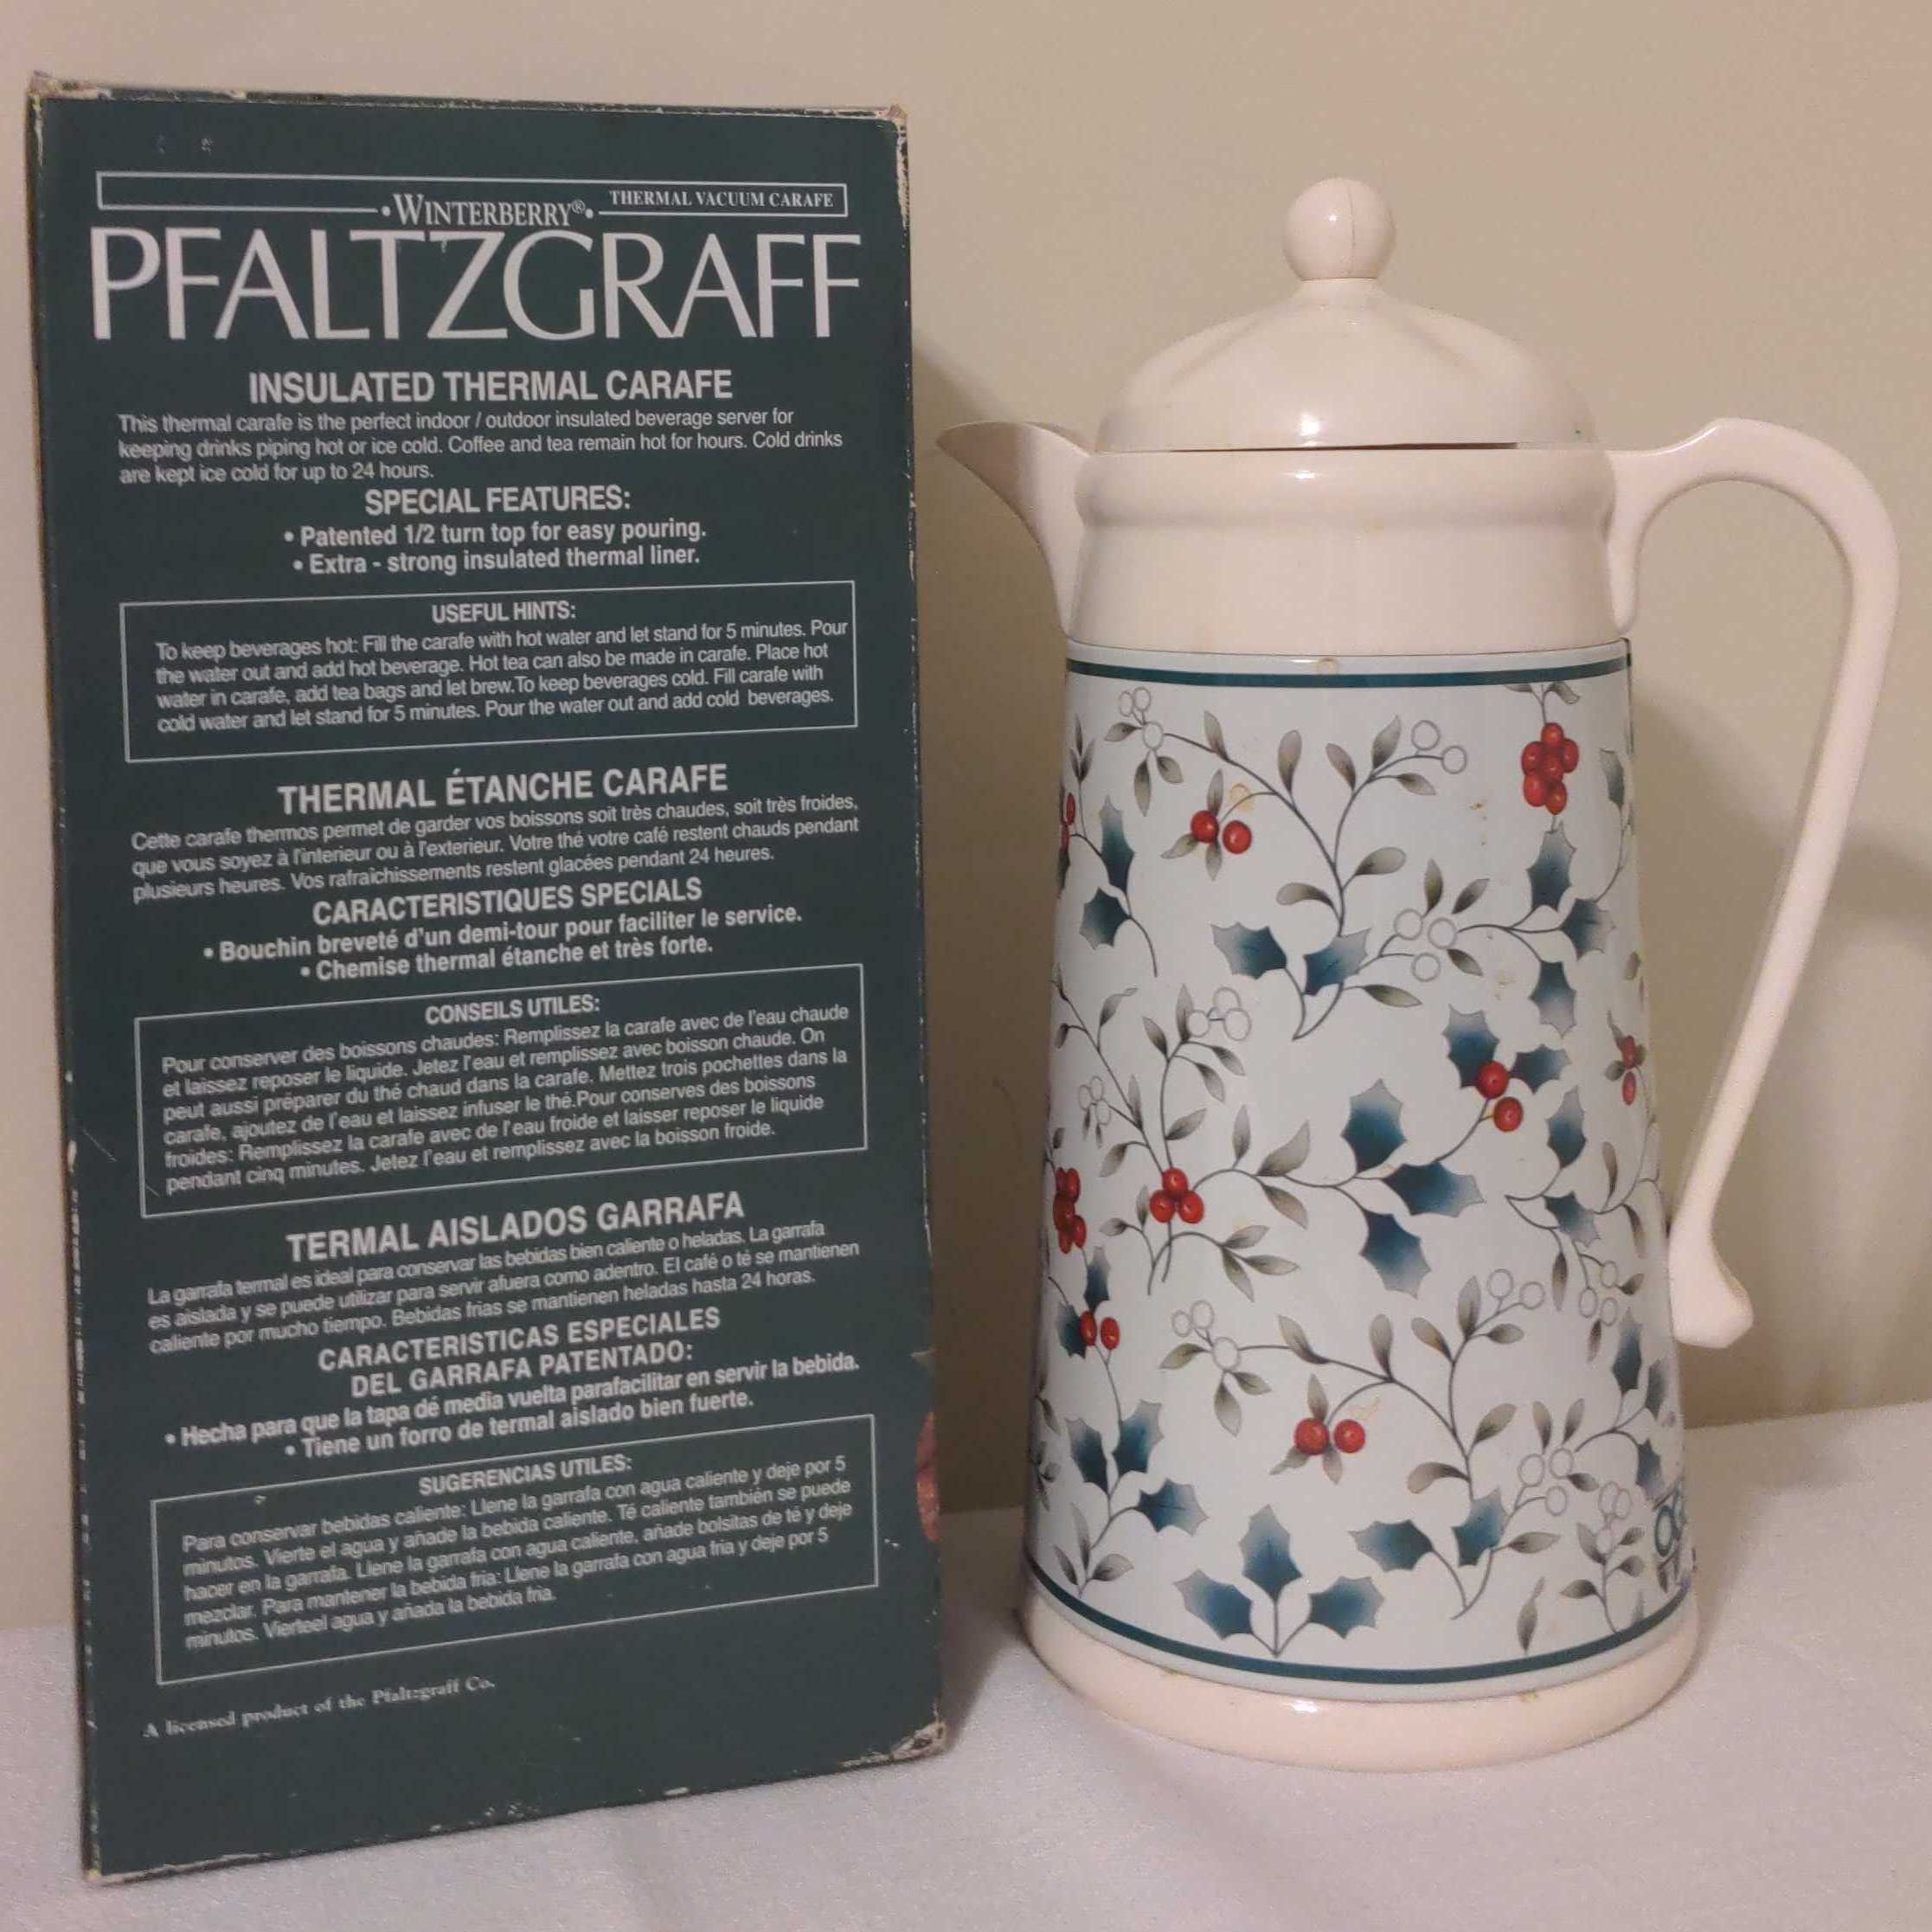 WINTERBERRY® THERMAL VACUUM CARAFE
PFALTZGRAFF
INSULATED THERMAL CARAFE
This thermal carafe is the perfect indoor / outdoor insulated beverage server for
keeping drinks piping hot or ice cold. Coffee and tea remain hot for hours. Cold drinks
are kept ice cold for up to 24 hours.
SPECIAL FEATURES:
• Patented 1/2 turn top for easy pouring.
• Extra - strong insulated thermal liner.
USEFUL HINTS:
To keep beverages hot: Fill the carafe with hot water and let stand for 5 minutes. Pour
the water out and add hot beverage. Hot tea can also be made in carafe. Place hot
water in carafe, add tea bags and let brew.To keep beverages cold. Fill carafe with
cold water and let stand for 5 minutes. Pour the water out and add cold beverages.
THERMAL ÉTANCHE CARAFE
Cette carafe thermos permet de garder vos boissons soit très chaudes, soit très froides,
que vous soyez à l'interieur ou à l'exterieur. Votre thé votre café restent chauds pendant
plusieurs heures. Vos rafraîchissements restent glacées pendant 24 heures.
CARACTERISTIQUES SPECIALS
• Bouchin breveté d'un demi-tour pour faciliter le service.
• Chemise thermal étanche et très forte.
CONSEILS UTILES:
Pour conserver des boissons chaudes: Remplissez la carafe avec de l'eau chaude
et laissez reposer le liquide. Jetez l'eau et remplissez avec boisson chaude. On
peut aussi préparer du thé chaud dans la carafe. Mettez trois pochettes dans la
carafe, ajoutez de l'eau et laissez infuser le thé.Pour conserves des boissons
froides: Remplissez la carafe avec de l'eau froide et laisser reposer le liquide
pendant cinq minutes. Jetez l'eau et remplissez avec la boisson froide.
TERMAL AISLADOS GARRAFA
La garrafa termal es ideal para conservar las bebidas bien caliente o heladas. La garrafa
es aislada y se puede utilizar para servir afuera como adentro. El café o té se mantienen
caliente por mucho tiempo. Bebidas frias se mantienen heladas hasta 24 horas.
CARACTERISTICAS ESPECIALES
DEL GARRAFA PATENTADO:
• Hecha para que la tapa dé media vuelta parafacilitar en servir la bebida.
• Tiene un forro de termal aislado bien fuerte.
SUGERENCIAS UTILES:
Para conservar bebidas caliente: Llene la garrafa con agua caliente y deje por 5
minutos. Vierte el agua y añade la bebida caliente. Té caliente también se puede
hacer en la garrafa. Llene la garrafa con agua caliente, añade bolsitas de té y deje
mezclar. Para mantener la bebida fria: Llene la garrafa con agua fria y deje por 5
minutos. Vierteel agua y añada la bebida fria.
A licensed product of the Pfaltzgraff Co.